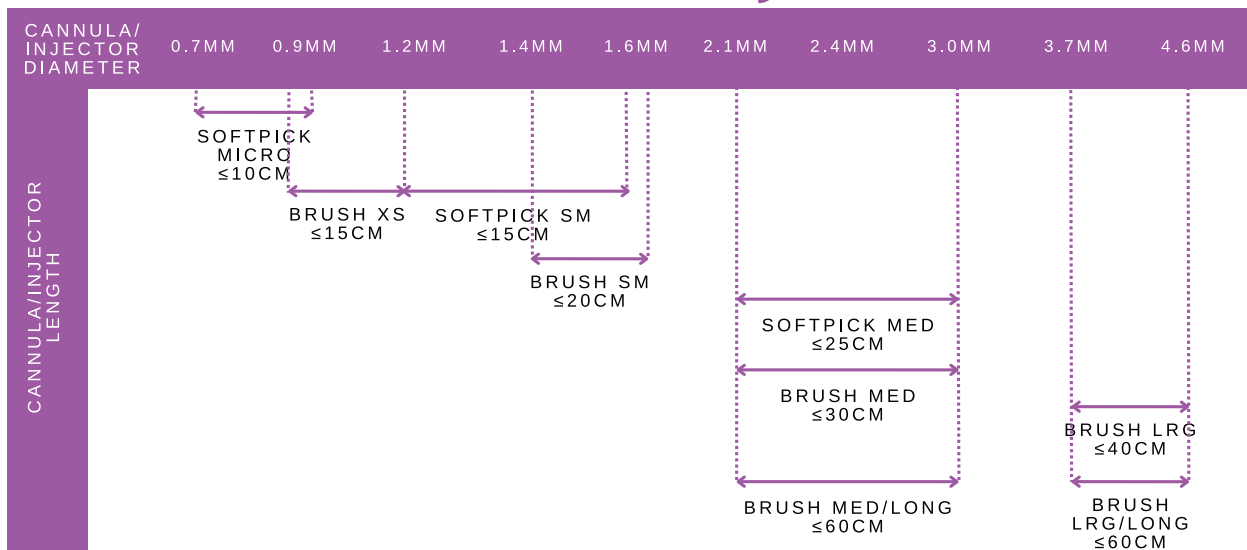 CANNULA/
INJECTOR
DIAMETER
0.7MM 0.9MM 1.2MM 1.4MM 1.6MM 2.1MM 2.4MM 3.0MM 3.7MM 4.6MM
CANNULA/INJECTOR
LENGTH
SOFTPICK
MICRO
≤10CM
BRUSH XS
≤15CM
SOFTPICK SM
≤15CM
BRUSH SM
≤20CM
SOFTPICK MED
≤25CM
BRUSH MED
≤30CM
BRUSH LRG
≤40CM
BRUSH MED/LONG
≤60CM
BRUSH
LRG/LONG
≤60CM